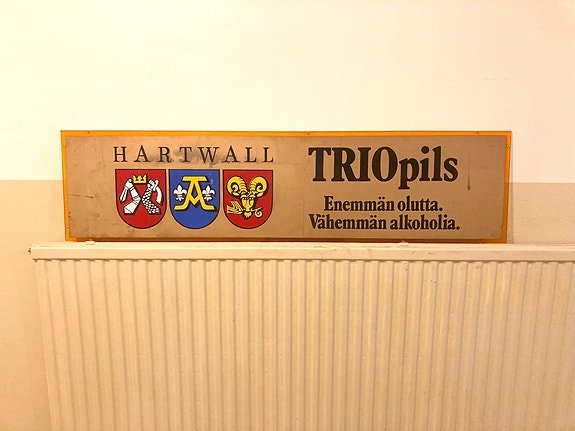 HARTWALL
TRIOpils
Enemmän olutta.
Vähemmän alkoholia.